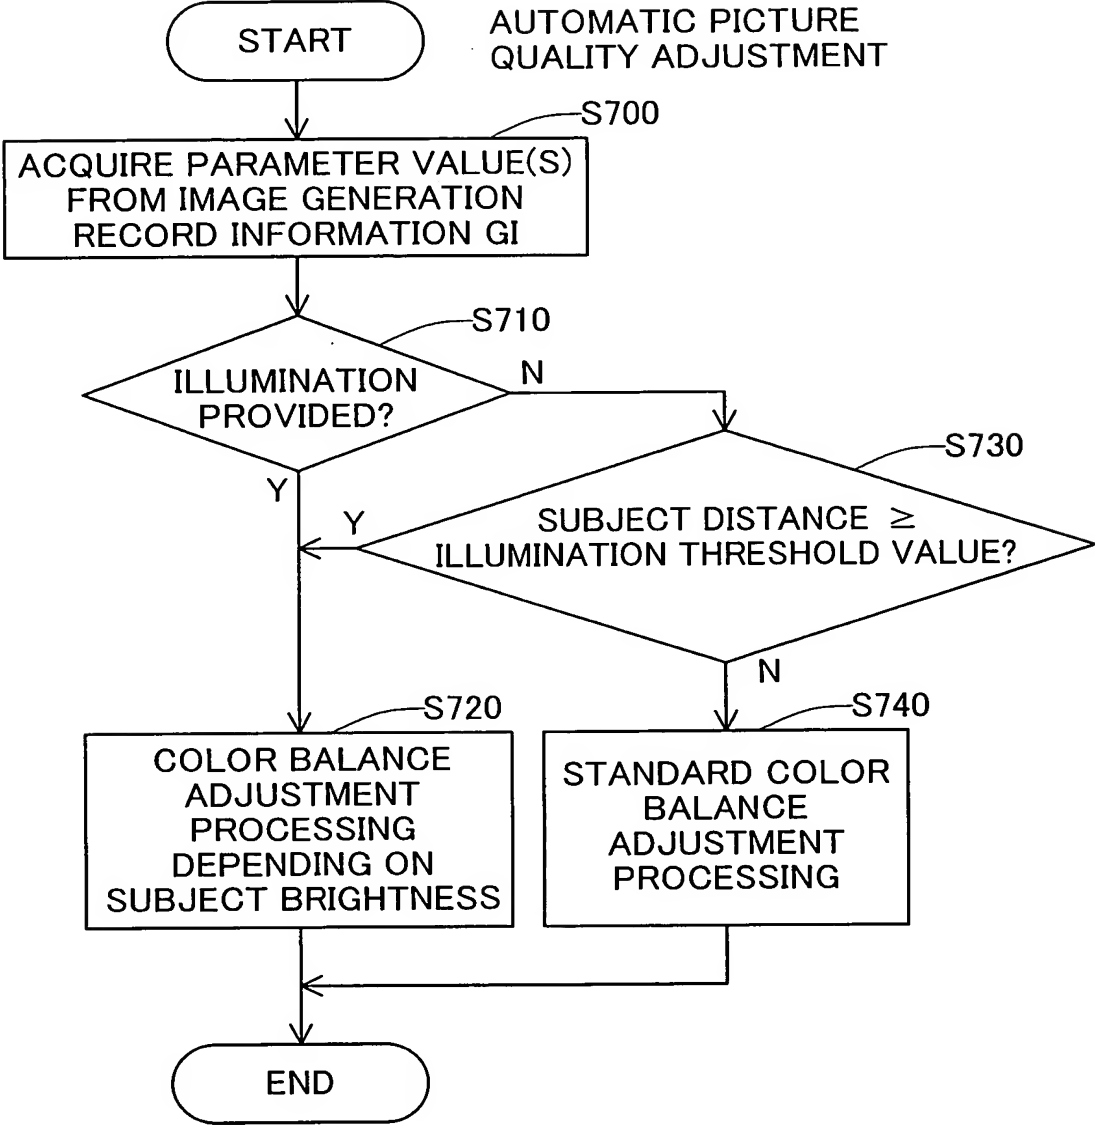 START
AUTOMATIC PICTURE
QUALITY ADJUSTMENT
S700
ACQUIRE PARAMETER VALUE(S)
FROM IMAGE GENERATION
RECORD INFORMATION GI
S710
ILLUMINATION
PROVIDED?
N
Y
S730
SUBJECT DISTANCE ≥
ILLUMINATION THRESHOLD VALUE?
Y
N
S720
COLOR BALANCE
ADJUSTMENT
PROCESSING
DEPENDING ON
SUBJECT BRIGHTNESS
S740
STANDARD COLOR
BALANCE
ADJUSTMENT
PROCESSING
END